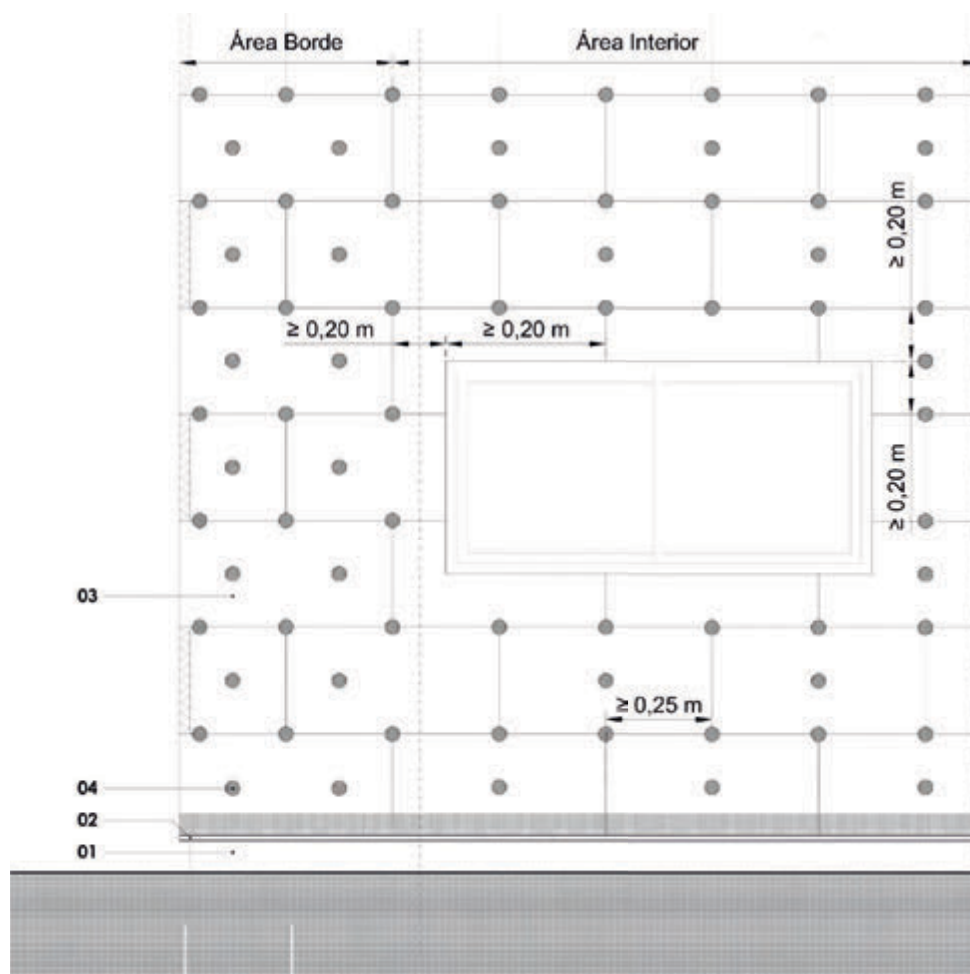 Área Borde
Área Interior
≥ 0,20 m
≥ 0,20 m
≥ 0,20 m
≥ 0,20 m
03
≥ 0,25 m
04
02
01